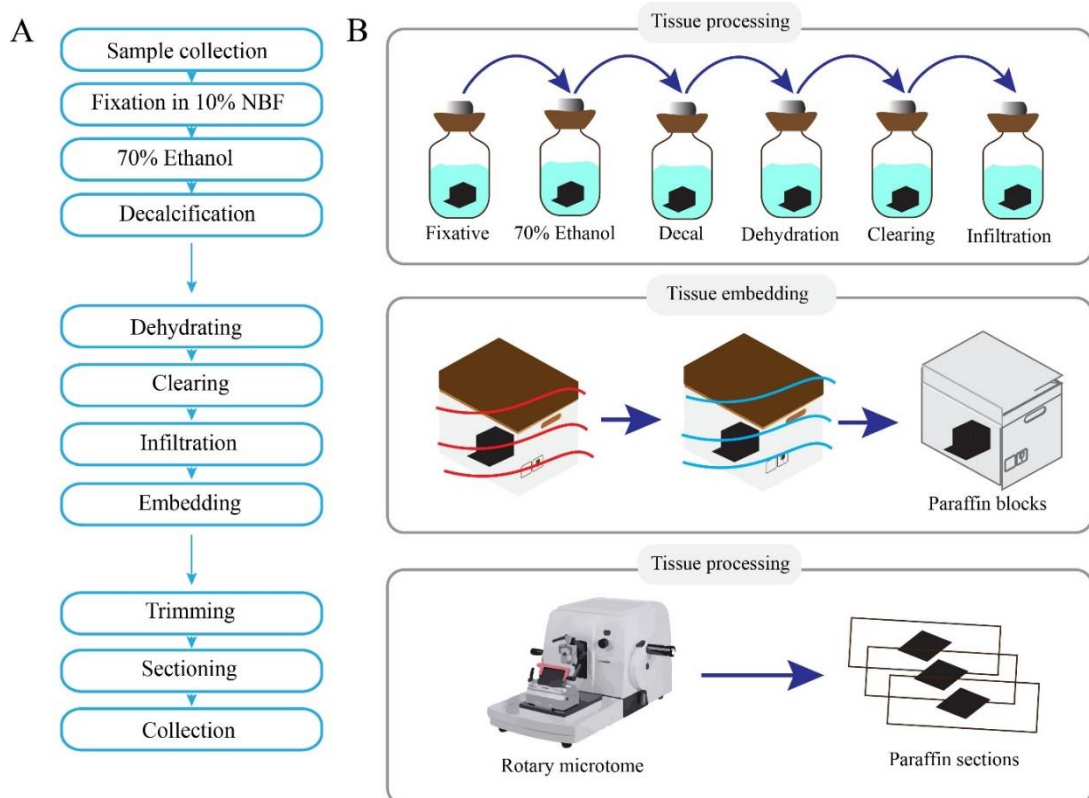 A
Sample collection
Fixation in 10% NBF
70% Ethanol
Decalcification
Dehydrating
Clearing
Infiltration
Embedding
Trimming
Sectioning
Collection
B
Tissue processing
Fixative
70% Ethanol
Decal
Dehydration
Clearing
Infiltration
Tissue embedding
Paraffin blocks
Tissue processing
Rotary microtome
Paraffin sections